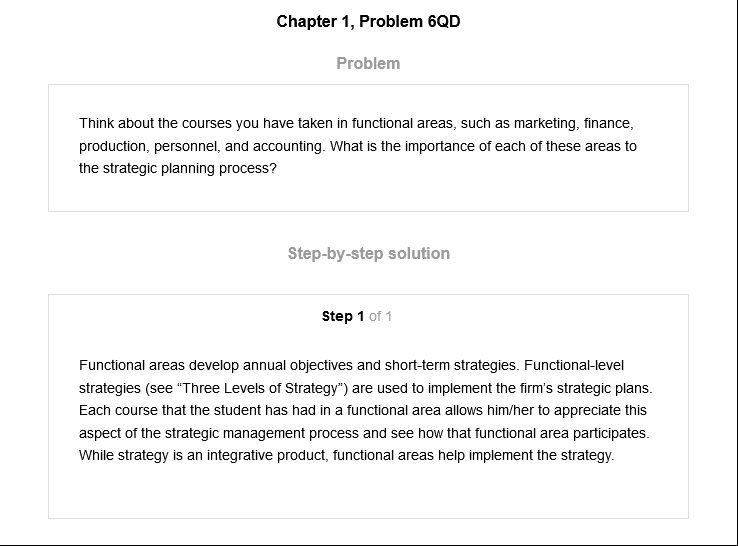 Chapter 1, Problem 6QD
Problem
Think about the courses you have taken in functional areas, such as marketing, finance,
production, personnel, and accounting. What is the importance of each of these areas to
the strategic planning process?
Step-by-step solution
Step 1 of 1
Functional areas develop annual objectives and short-term strategies. Functional-level
strategies (see “Three Levels of Strategy”) are used to implement the firm’s strategic plans.
Each course that the student has had in a functional area allows him/her to appreciate this
aspect of the strategic management process and see how that functional area participates.
While strategy is an integrative product, functional areas help implement the strategy.